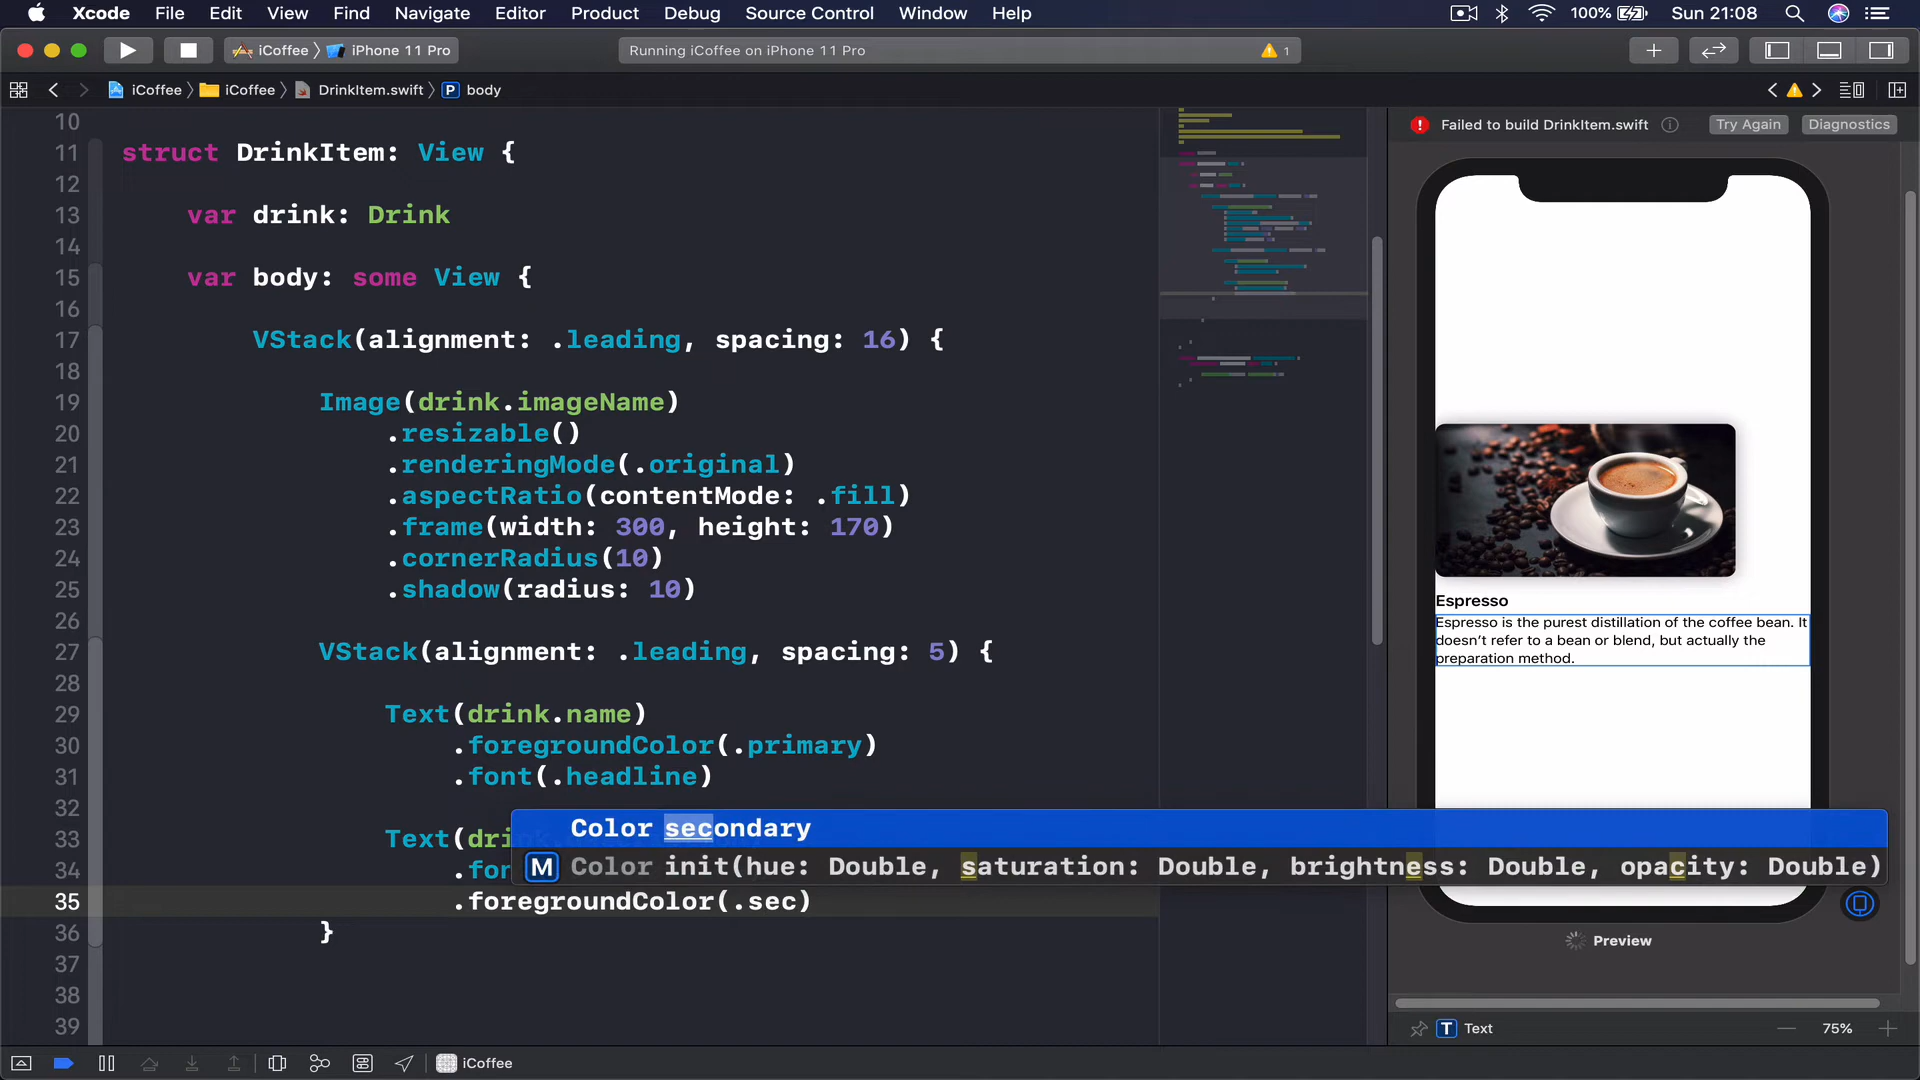 Xcode File Edit View Find Navigate Editor Product Debug Source Control Window Help 100% Sun 21:08
iCoffee iPhone 11 Pro Running iCoffee on iPhone 11 Pro 1
iCoffee iCoffee DrinkItem.swift P body
Failed to build DrinkItem.swift Try Again Diagnostics
10
11 struct DrinkItem: View {
12
13 var drink: Drink
14
15 var body: some View {
16
17 VStack(alignment: .leading, spacing: 16) {
18
19 Image(drink.imageName)
20 .resizable()
21 .renderingMode(.original)
22 .aspectRatio(contentMode: .fill)
23 .frame(width: 300, height: 170)
24 .cornerRadius(10)
25 .shadow(radius: 10)
26
27 VStack(alignment: .leading, spacing: 5) {
28
29 Text(drink.name)
30 .foregroundColor(.primary)
31 .font(.headline)
32
Color secondary
33 Text(dri
M Color init(hue: Double, saturation: Double, brightness: Double, opacity: Double)
34 .for
35 .foregroundColor(.sec)
36 }
37
38
39
Espresso
Espresso is the purest distillation of the coffee bean. It
doesn't refer to a bean or blend, but actually the
preparation method.
Preview
T Text 75%
iCoffee